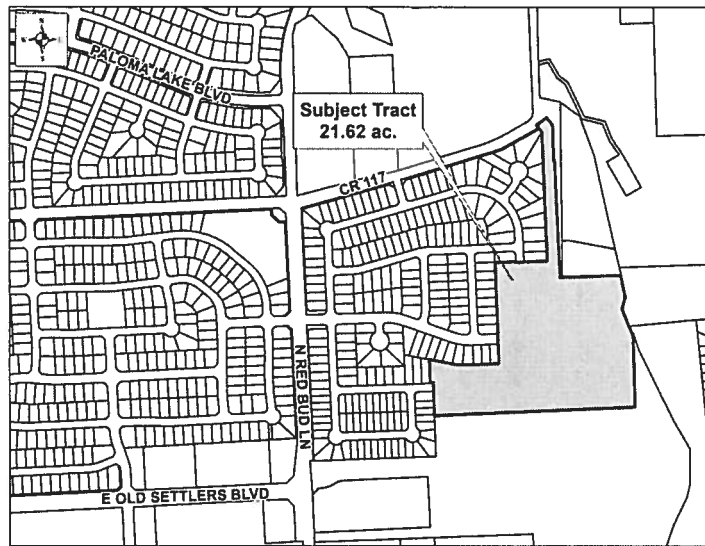 PALOMA LAKE BLVD
Subject Tract
21.62 ac.
CR 117
N RED BUD LN
E OLD SETTLERS BLVD